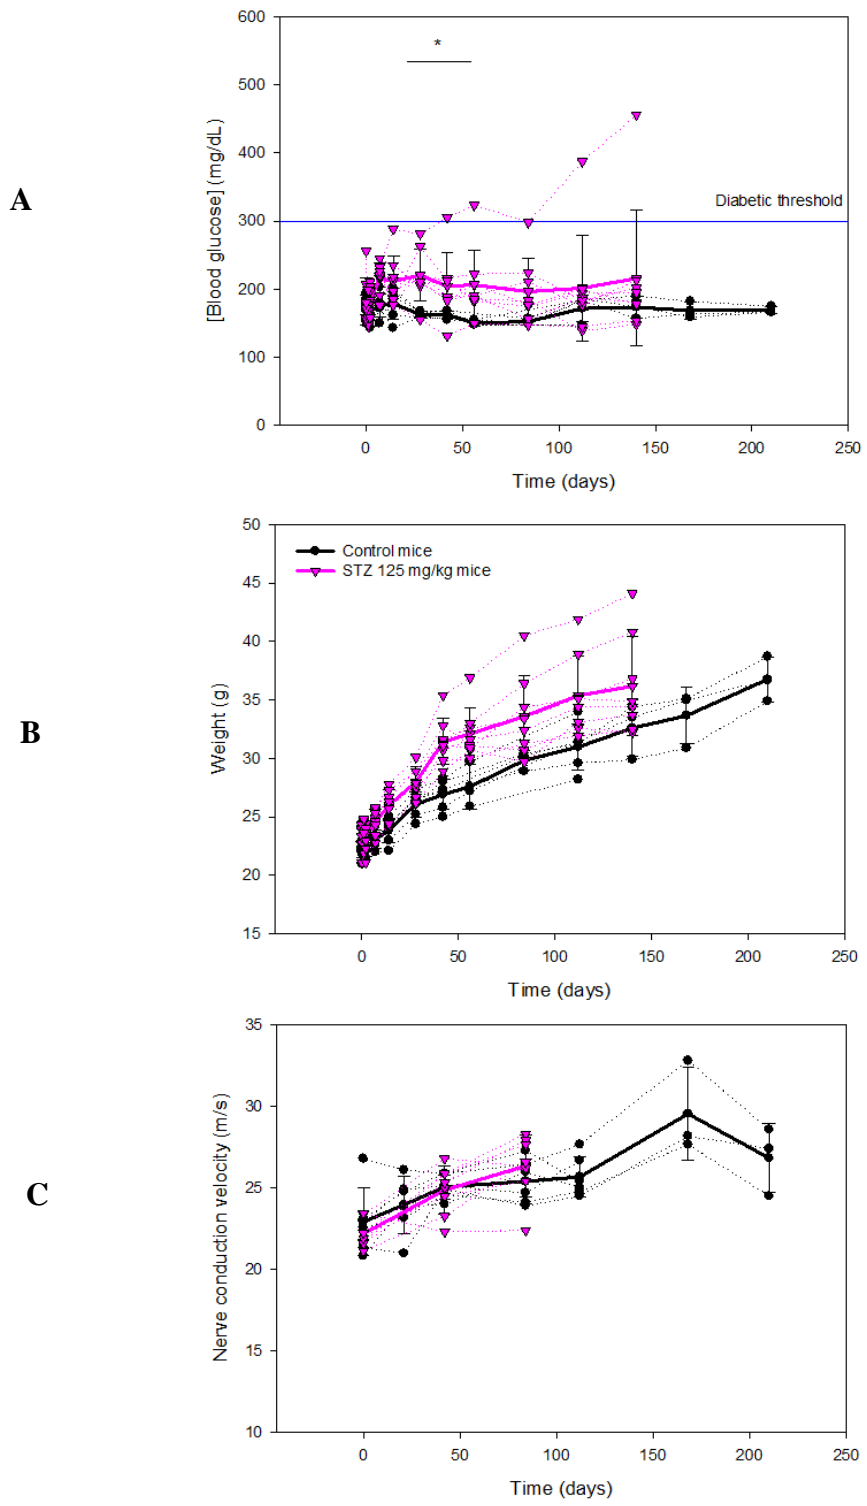 A
[Blood glucose] (mg/dL)
600
500
400
300
200
100
0
*
Diabetic threshold
0 50 100 150 200 250
Time (days)
B
Weight (g)
50
45
40
35
30
25
20
15
Control mice
STZ 125 mg/kg mice
0 50 100 150 200 250
Time (days)
C
Nerve conduction velocity (m/s)
35
30
25
20
15
10
0 50 100 150 200 250
Time (days)